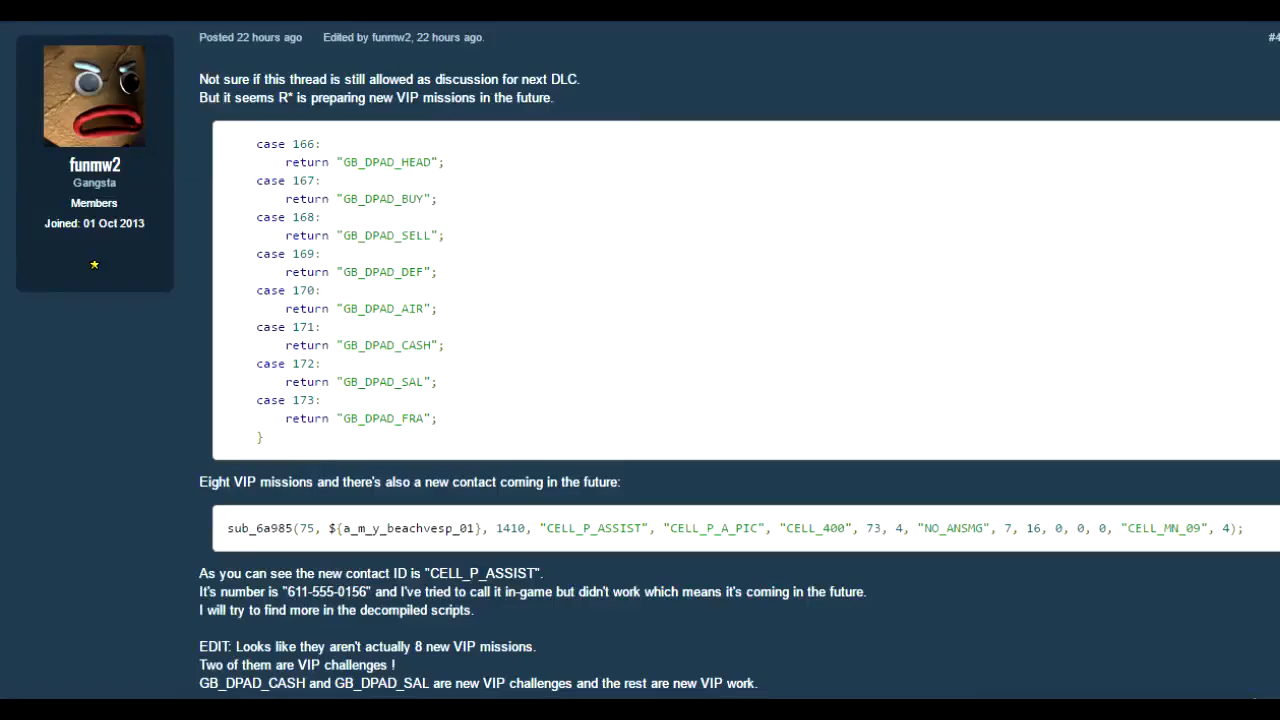 Posted 22 hours ago Edited by funmw2, 22 hours ago.
#4
funmw2
Gangsta
Members
Joined: 01 Oct 2013
Not sure if this thread is still allowed as discussion for next DLC.
But it seems R* is preparing new VIP missions in the future.
case 166:
return "GB_DPAD_HEAD";
case 167:
return "GB_DPAD_BUY";
case 168:
return "GB_DPAD_SELL";
case 169:
return "GB_DPAD_DEF";
case 170:
return "GB_DPAD_AIR";
case 171:
return "GB_DPAD_CASH";
case 172:
return "GB_DPAD_SAL";
case 173:
return "GB_DPAD_FRA";
}
Eight VIP missions and there's also a new contact coming in the future:
sub_6a985(75, ${a_m_y_beachvesp_01}, 1410, "CELL_P_ASSIST", "CELL_P_A_PIC", "CELL_400", 73, 4, "NO_ANSMG", 7, 16, 0, 0, 0, "CELL_MN_09", 4);
As you can see the new contact ID is "CELL_P_ASSIST".
It's number is "611-555-0156" and I've tried to call it in-game but didn't work which means it's coming in the future.
I will try to find more in the decompiled scripts.
EDIT: Looks like they aren't actually 8 new VIP missions.
Two of them are VIP challenges !
GB_DPAD_CASH and GB_DPAD_SAL are new VIP challenges and the rest are new VIP work.